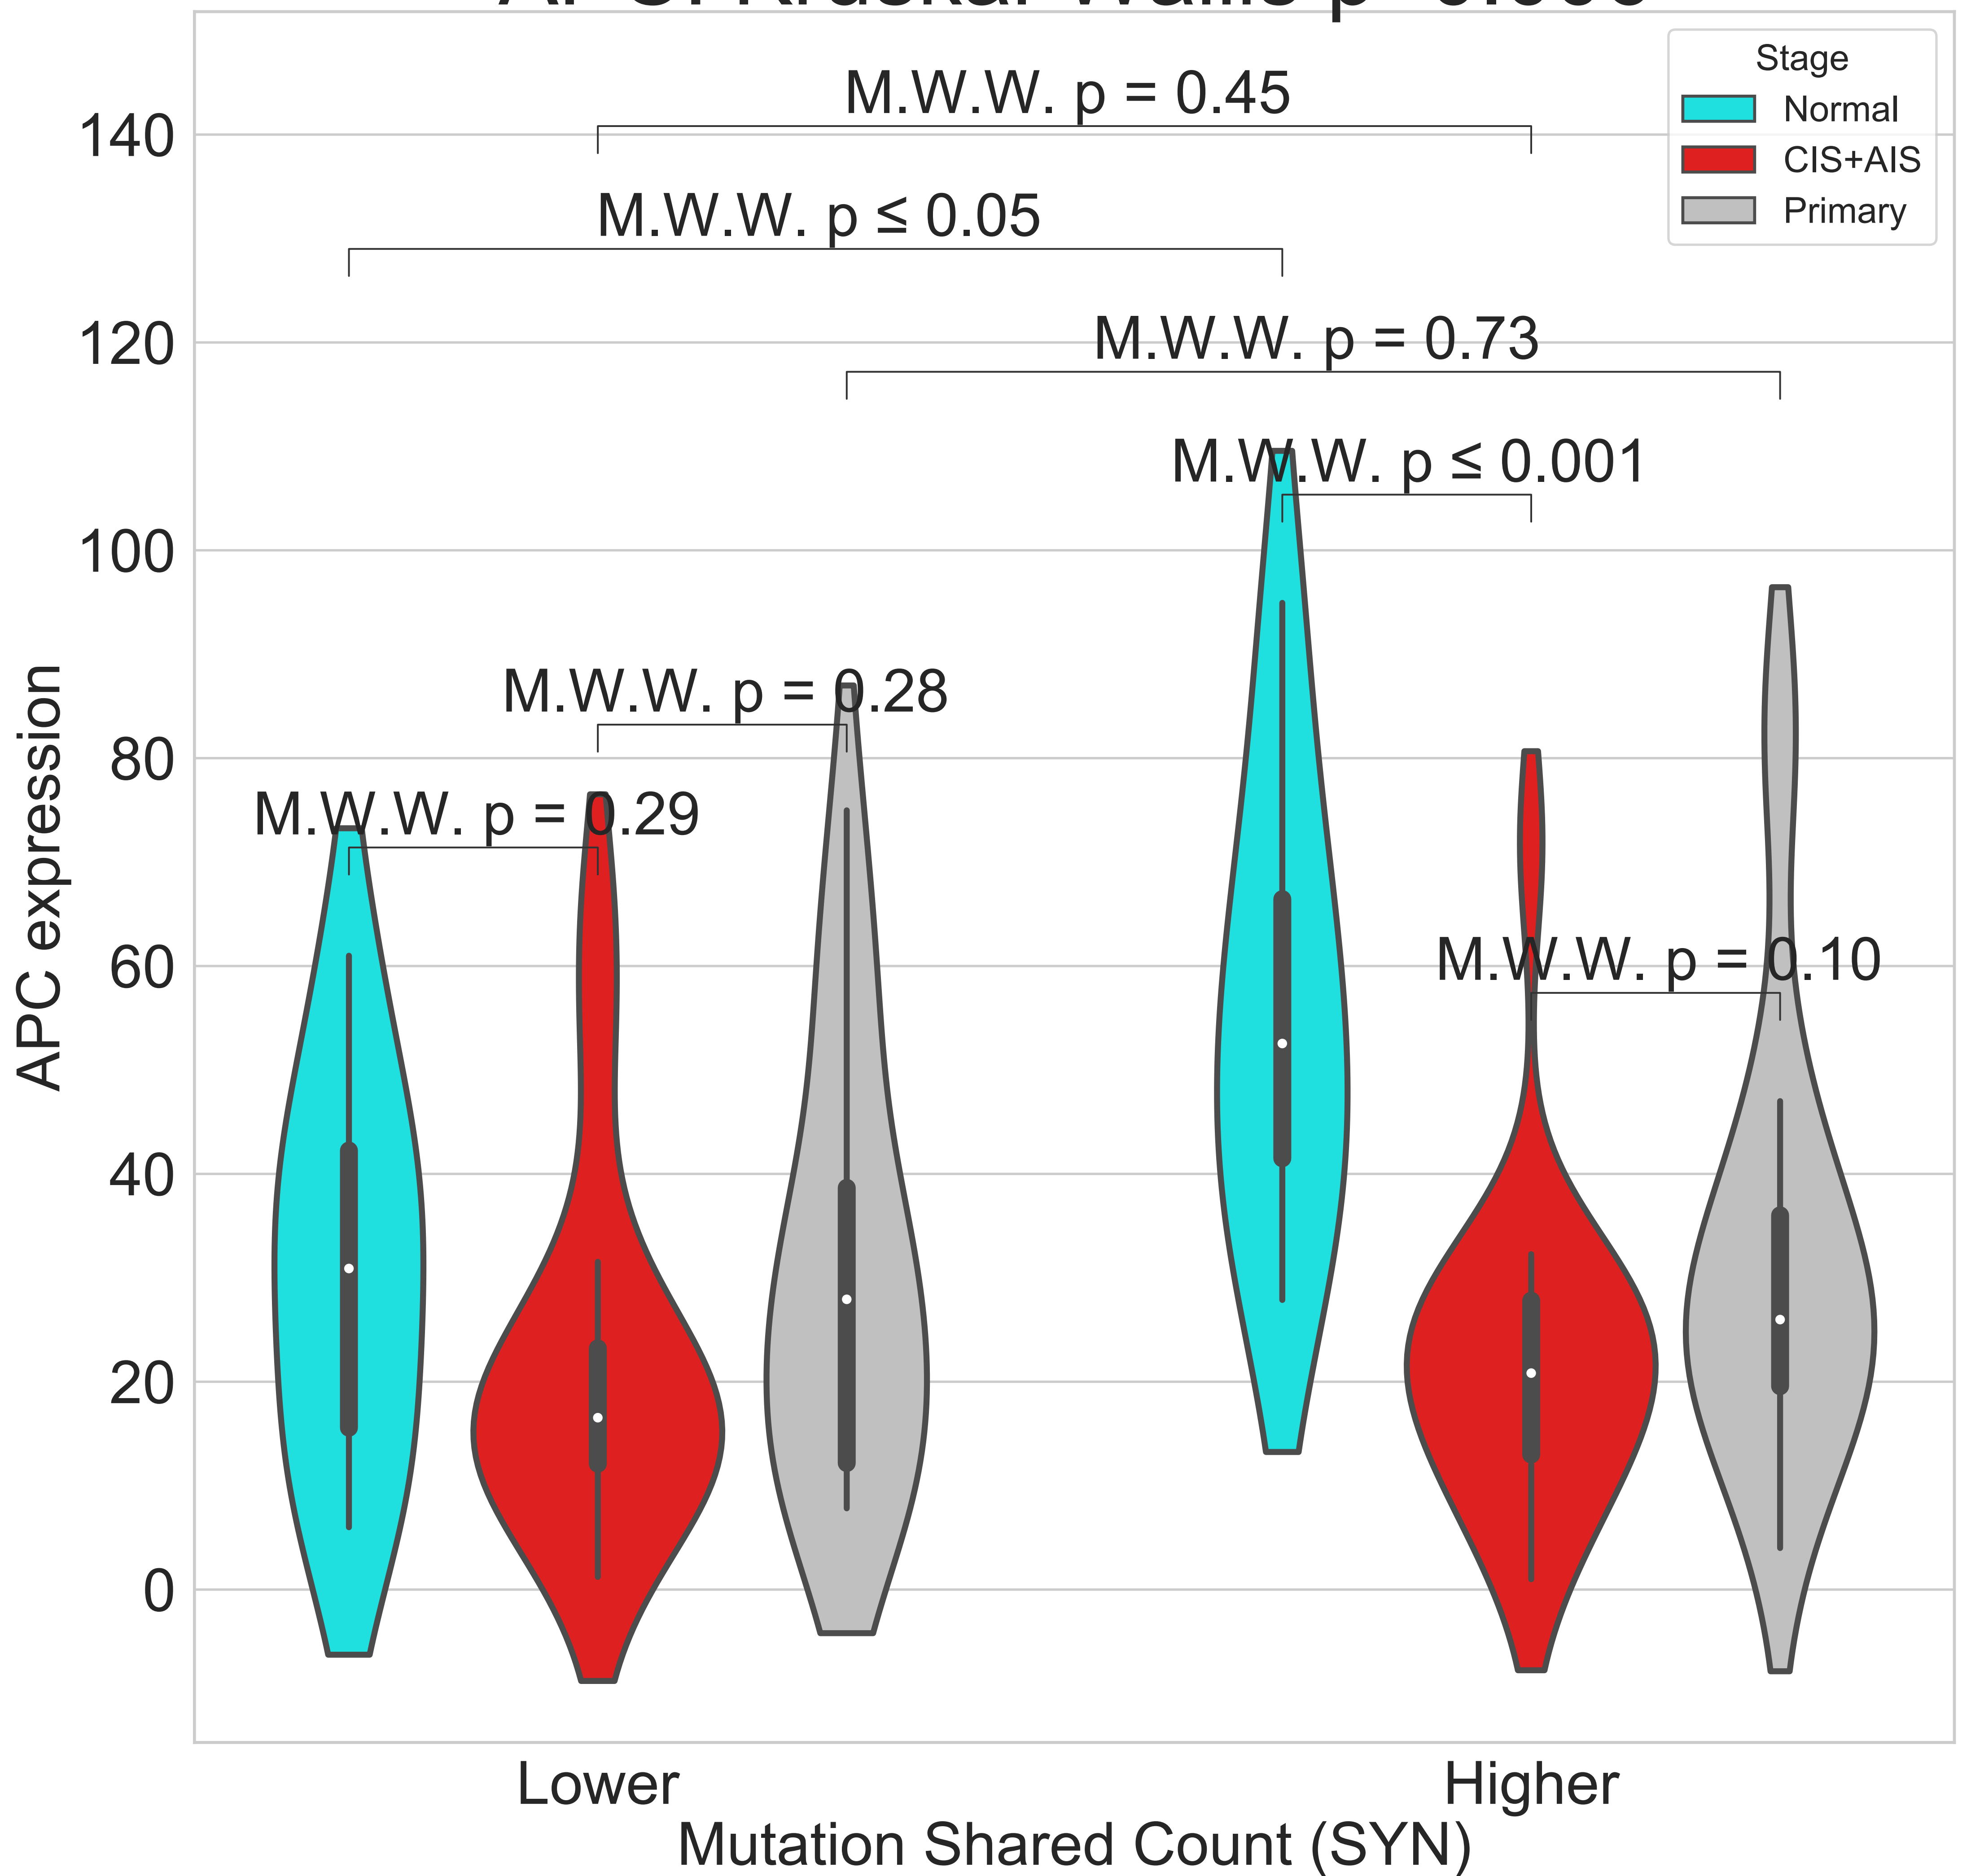 Stage
Normal
CIS+AIS
Primary
M.W.W. p = 0.45
M.W.W. p ≤ 0.05
M.W.W. p = 0.73
M.W.W. p ≤ 0.001
M.W.W. p = 0.28
M.W.W. p = 0.29
M.W.W. p = 0.10
140
120
100
80
60
40
20
0
APC expression
Lower
Higher
Mutation Shared Count (SYN)